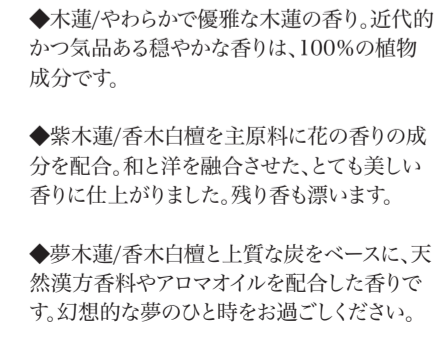 ◆木蓮/やわらかで優雅な木蓮の香り。近代的
かつ気品ある穏やかな香りは、100%の植物
成分です。
◆紫木蓮/香木白檀を主原料に花の香りの成
分を配合。和と洋を融合させた、とても美しい
香りに仕上がりました。残り香も漂います。
◆夢木蓮/香木白檀と上質な炭をベースに、天
然漢方香料やアロマオイルを配合した香りで
す。幻想的な夢のひと時をお過ごしください。